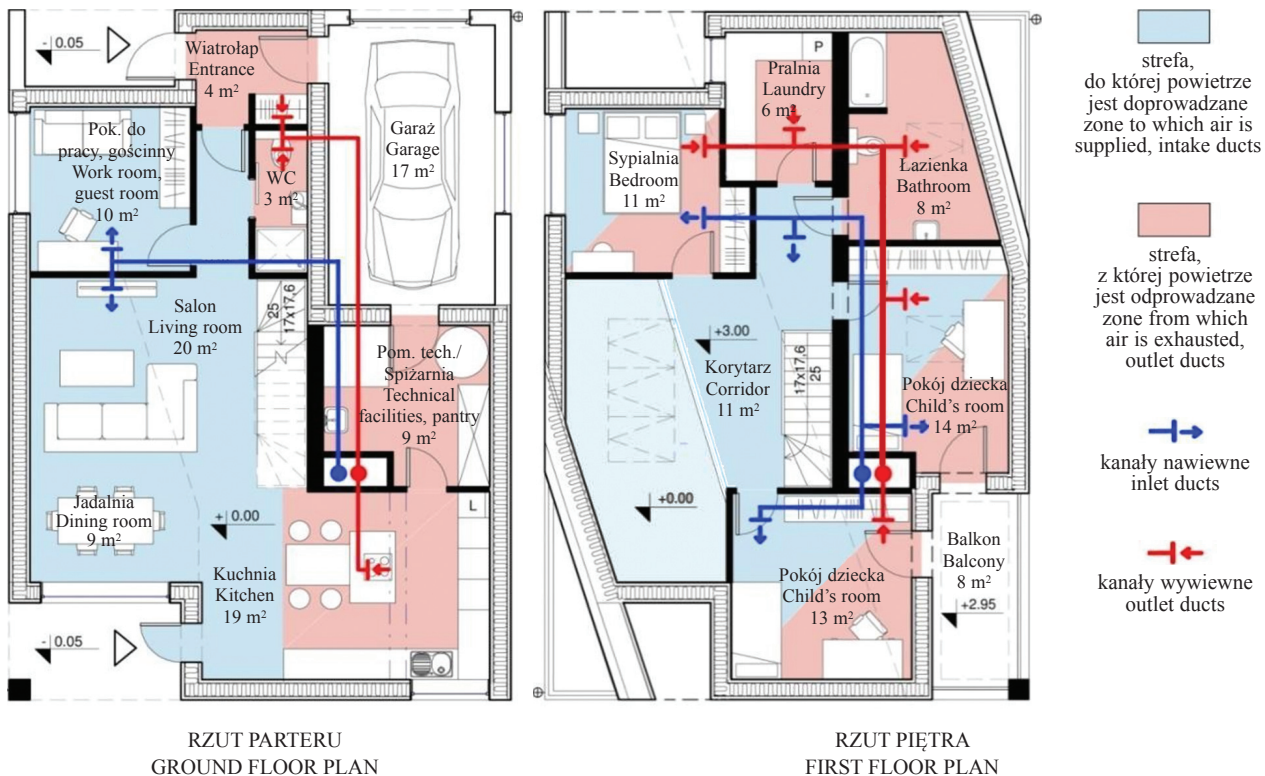 - 0.05
Wiatrołap
Entrance
4 m²
Pok. do
pracy, gościnny
Work room,
guest room
10 m²
WC
3 m²
Garaż
Garage
17 m²
Salon
Living room
20 m²
25
17x17,6
Pom. tech./
Spiżarnia
Technical
facilities, pantry
9 m²
Jadalnia
Dining room
9 m²
+ 0.00
Kuchnia
Kitchen
19 m²
L
- 0.05
RZUT PARTERU
GROUND FLOOR PLAN
P
Pralnia
Laundry
6 m²
Sypialnia
Bedroom
11 m²
Łazienka
Bathroom
8 m²
+3.00
Korytarz
Corridor
11 m²
17x17,6
25
Pokój dziecka
Child's room
14 m²
+0.00
Pokój dziecka
Child's room
13 m²
Balkon
Balcony
8 m²
+2.95
RZUT PIĘTRA
FIRST FLOOR PLAN
strefa,
do której powietrze
jest doprowadzane
zone to which air is
supplied, intake ducts
strefa,
z której powietrze
jest odprowadzane
zone from which
air is exhausted,
outlet ducts
kanały nawiewne
inlet ducts
kanały wywiewne
outlet ducts